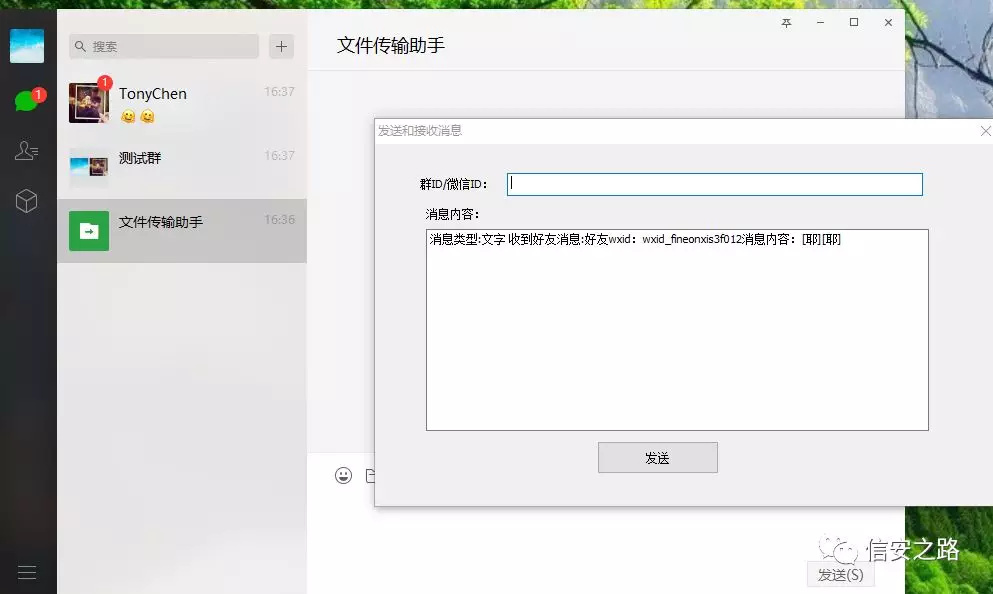 搜索
文件传输助手
1
TonyChen
16:37
1
测试群
16:37
文件传输助手
16:36
发送和接收消息
群ID/微信ID：
消息内容：
消息类型:文字 收到好友消息:好友wxid：wxid_fineonxis3f012消息内容：[耶][耶]
发送
信安之路
发送(S)